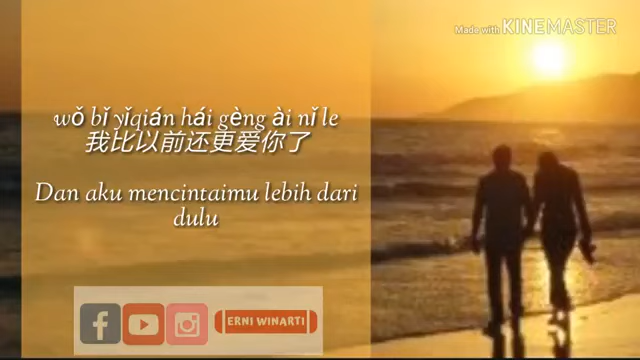 Made with KINEMASTER
wǒ bǐ yǐqián hái gèng ài nǐ le
我比以前还更爱你了
Dan aku mencintaimu lebih dari
dulu
ERNI WINARTI